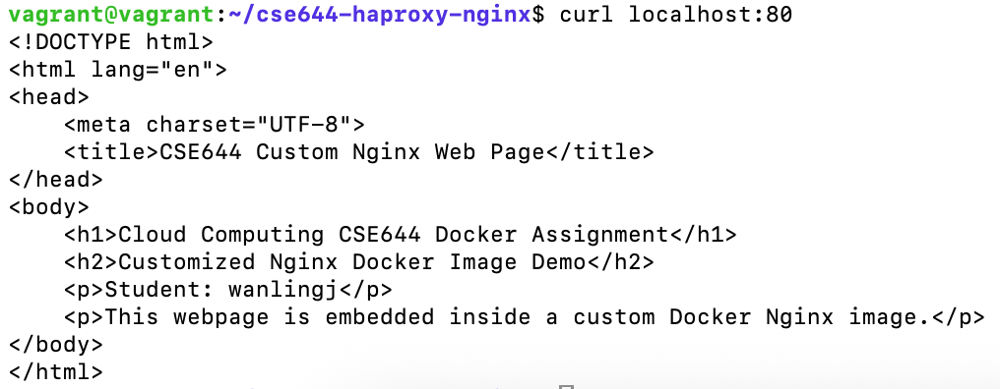 vagrant@vagrant:~/cse644-haproxy-nginx$ curl localhost:80
<!DOCTYPE html>
<html lang="en">
<head>
    <meta charset="UTF-8">
    <title>CSE644 Custom Nginx Web Page</title>
</head>
<body>
    <h1>Cloud Computing CSE644 Docker Assignment</h1>
    <h2>Customized Nginx Docker Image Demo</h2>
    <p>Student: wanlingj</p>
    <p>This webpage is embedded inside a custom Docker Nginx image.</p>
</body>
</html>